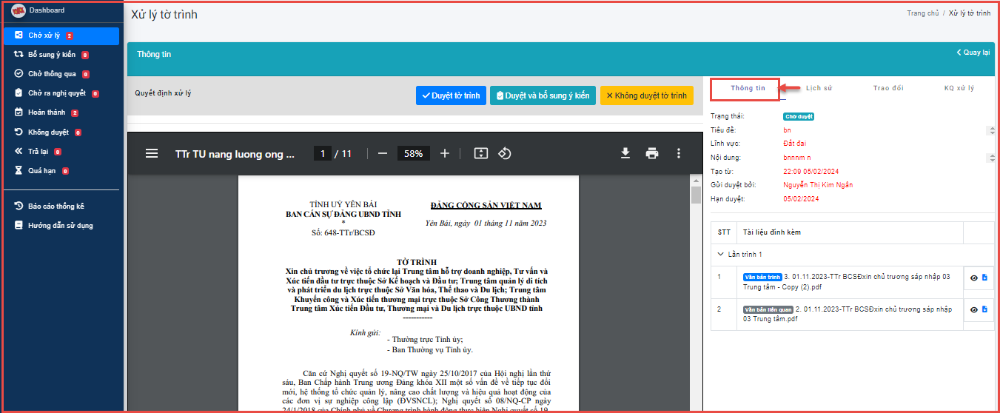 Dashboard
Chờ xử lý 2
Bổ sung ý kiến 0
Chờ thông qua 0
Chờ ra nghị quyết 0
Hoàn thành 2
Không duyệt 0
Trả lại 0
Quá hạn 0
Báo cáo thống kê
Hướng dẫn sử dụng
Xử lý tờ trình
Trang chủ / Xử lý tờ trình
Thông tin
Quay lại
Quyết định xử lý
Duyệt tờ trình
Duyệt và bổ sung ý kiến
Không duyệt tờ trình
TTr TU nang luong ong ...
1 / 11
58%
TỈNH UỶ YÊN BÁI
BAN CÁN SỰ ĐẢNG UBND TỈNH
*
Số: 648-TTr/BCSĐ
ĐẢNG CỘNG SẢN VIỆT NAM
Yên Bái, ngày 01 tháng 11 năm 2023
TỜ TRÌNH
Xin chủ trương về việc tổ chức lại Trung tâm hỗ trợ doanh nghiệp, Tư vấn và
Xúc tiến đầu tư trực thuộc Sở Kế hoạch và Đầu tư; Trung tâm quản lý di tích
và phát triển du lịch trực thuộc Sở Văn hóa, Thể thao và Du lịch; Trung tâm
Khuyến công và Xúc tiến thương mại trực thuộc Sở Công Thương thành
Trung tâm Xúc tiến Đầu tư, Thương mại và Du lịch trực thuộc UBND tỉnh
-----------
Kính gửi:
- Thường trực Tỉnh ủy;
- Ban Thường vụ Tỉnh ủy.
Căn cứ Nghị quyết số 19-NQ/TW ngày 25/10/2017 của Hội nghị lần thứ
sáu, Ban Chấp hành Trung ương Đảng khóa XII một số vấn đề về tiếp tục đổi
mới, hệ thống tổ chức quản lý, nâng cao chất lượng và hiệu quả hoạt động của
các đơn vị sự nghiệp công lập (ĐVSNCL); Nghị quyết số 08/NQ-CP ngày
24/1/2018 của Chính phủ về Chương trình hành động thực hiện Nghị quyết số 19-
Thông tin
Lịch sử
Trao đổi
KQ xử lý
Trạng thái: Chờ duyệt
Tiêu đề: bn
Lĩnh vực: Đất đai
Nội dung: bnnnm n
Tạo từ: 22:09 05/02/2024
Gửi duyệt bởi: Nguyễn Thị Kim Ngân
Hạn duyệt: 05/02/2024
STT Tài liệu đính kèm
Lần trình 1
1 Văn bản trình 3. 01.11.2023-TTr BCSĐxin chủ trương sáp nhập 03
Trung tâm - Copy (2).pdf
2 Văn bản liên quan 2. 01.11.2023-TTr BCSĐxin chủ trương sáp nhập
03 Trung tâm.pdf